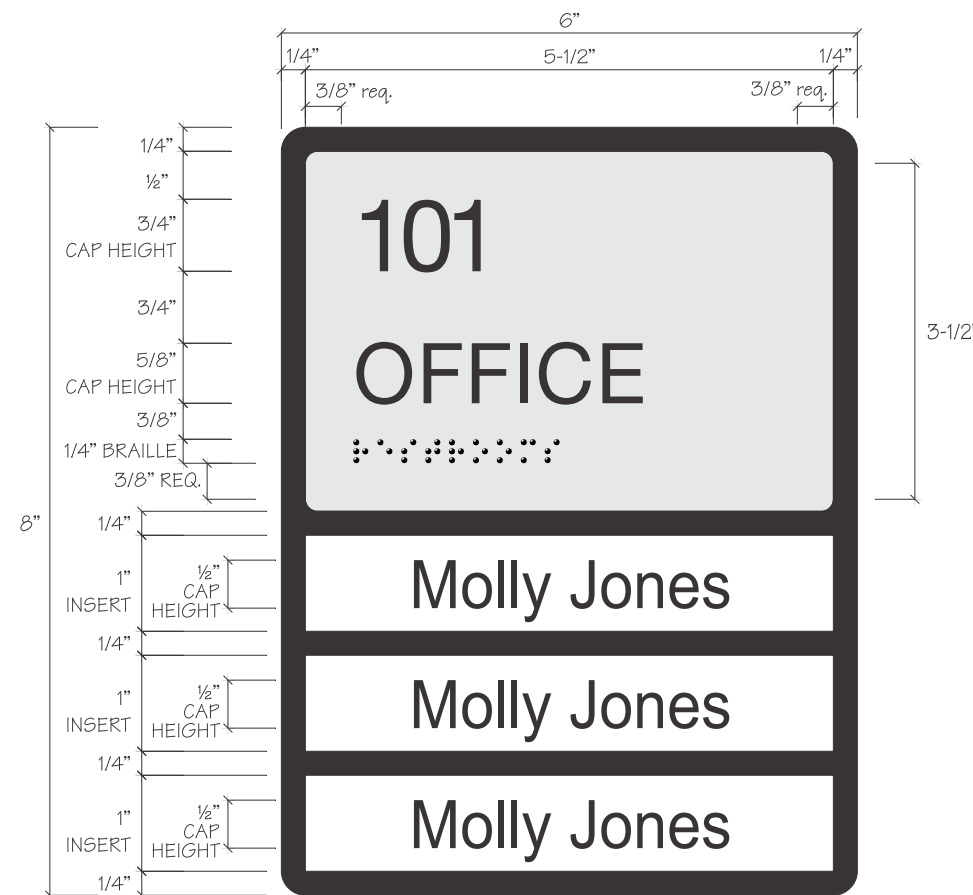 6”
1/4”
5-1/2”
1/4”
3/8” req.
3/8” req.
1/4”
½”
3/4”
CAP HEIGHT
3/4”
5/8”
CAP HEIGHT
3/8”
1/4” BRAILLE
3/8” REQ.
8”
3-1/2”
101
OFFICE
1/4”
1”
INSERT
½”
CAP
HEIGHT
Molly Jones
1/4”
1”
INSERT
½”
CAP
HEIGHT
Molly Jones
1/4”
1”
INSERT
½”
CAP
HEIGHT
Molly Jones
1/4”